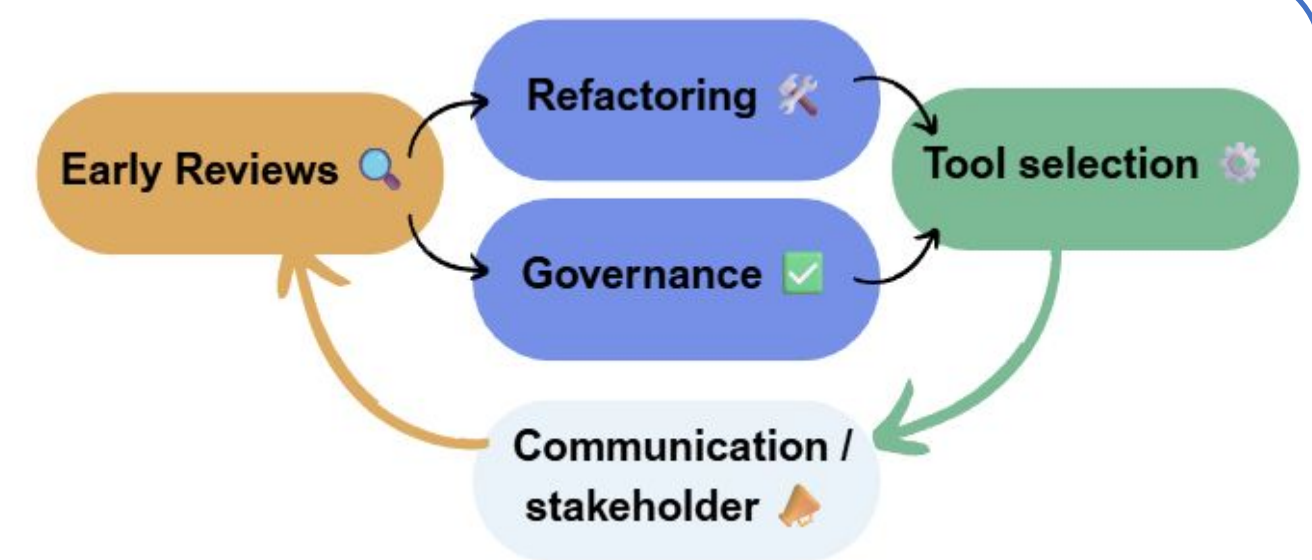 Early Reviews 🔍
Refactoring 🛠️
Governance ✅
Tool selection ⚙️
Communication /
stakeholder 📣